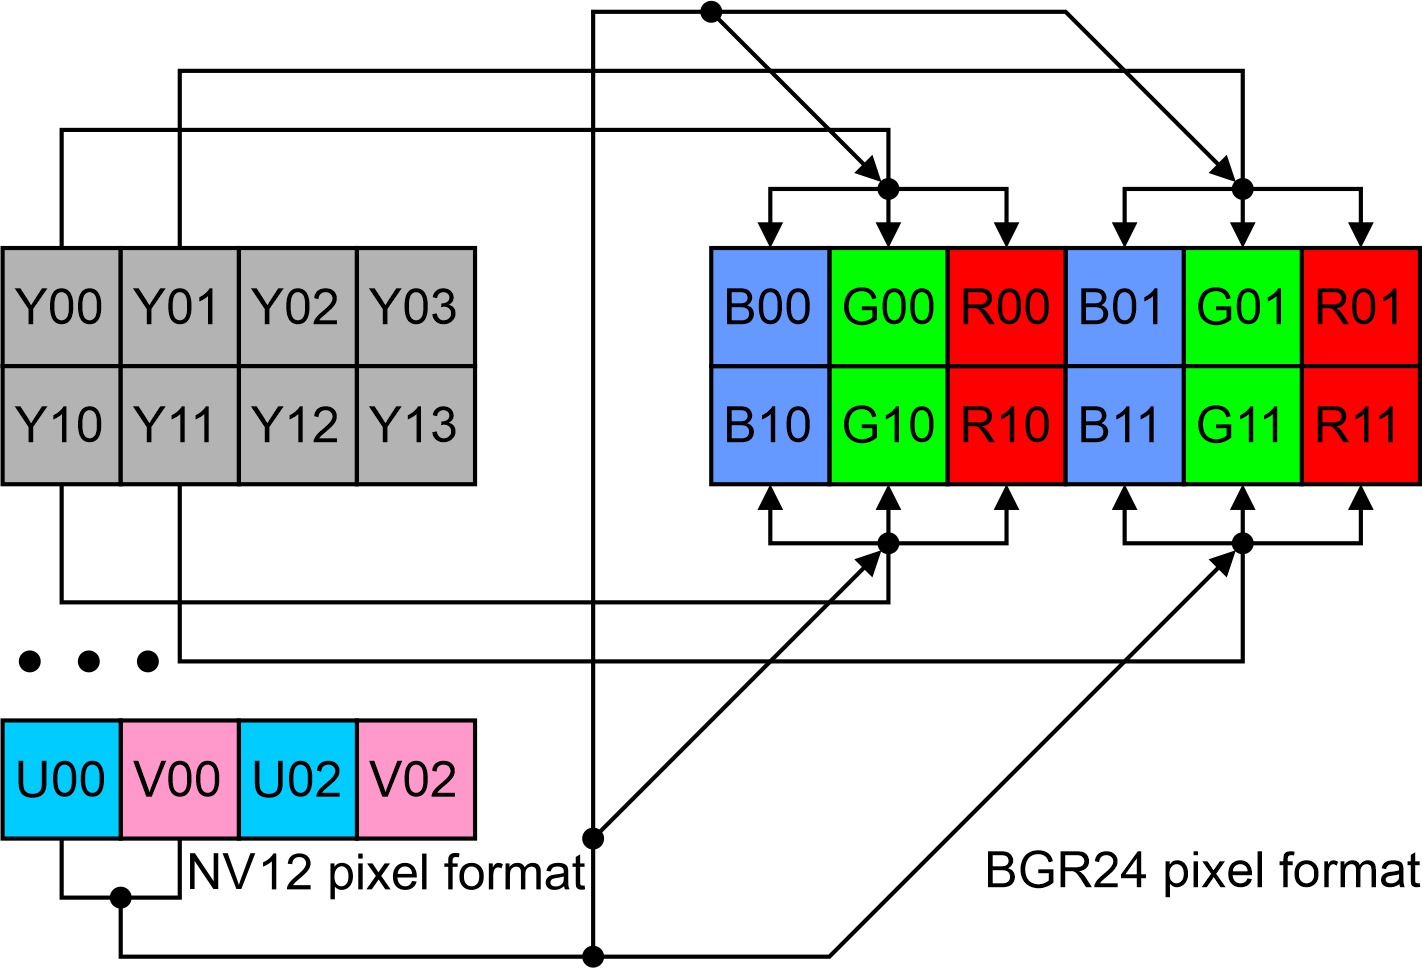 Y00 Y01 Y02 Y03
B00 G00 R00 B01 G01 R01
Y10 Y11 Y12 Y13
B10 G10 R10 B11 G11 R11
U00 V00 U02 V02
NV12 pixel format
BGR24 pixel format